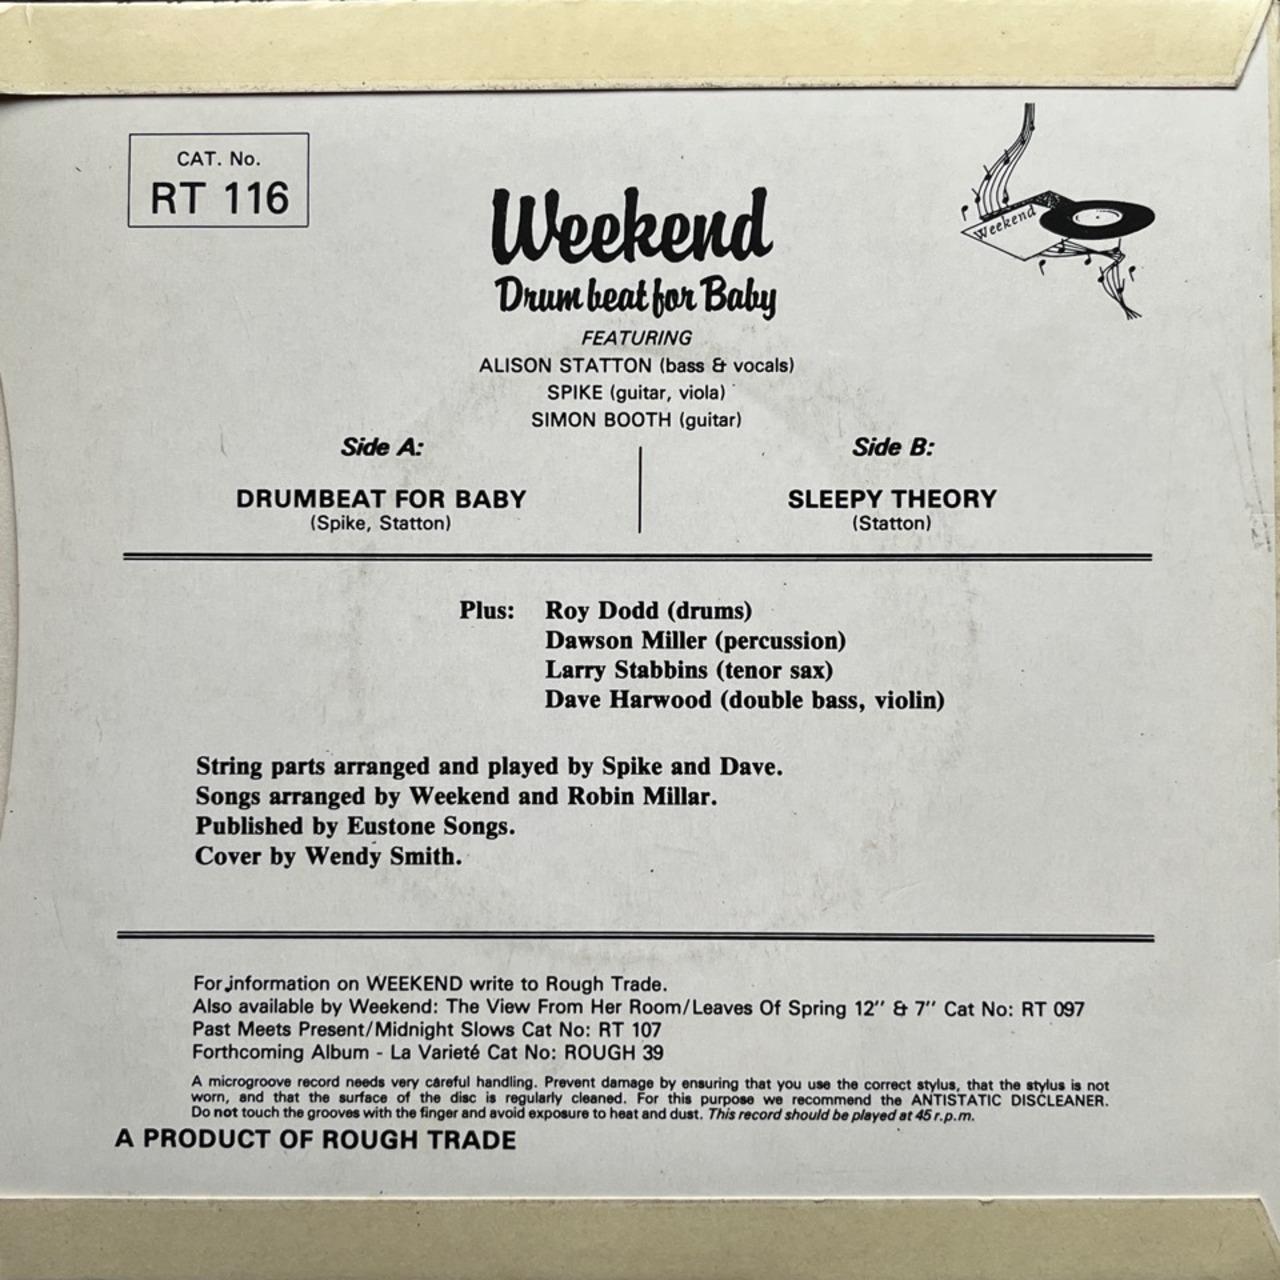 CAT. No.
RT 116
Weekend
Weekend
Drumbeat for Baby
FEATURING
ALISON STATTON (bass & vocals)
SPIKE (guitar, viola)
SIMON BOOTH (guitar)
Side A:
DRUMBEAT FOR BABY
(Spike, Statton)
Side B:
SLEEPY THEORY
(Statton)
Plus: Roy Dodd (drums)
Dawson Miller (percussion)
Larry Stabbins (tenor sax)
Dave Harwood (double bass, violin)
String parts arranged and played by Spike and Dave.
Songs arranged by Weekend and Robin Millar.
Published by Eustone Songs.
Cover by Wendy Smith.
For information on WEEKEND write to Rough Trade.
Also available by Weekend: The View From Her Room/Leaves Of Spring 12" & 7" Cat No: RT 097
Past Meets Present/Midnight Slows Cat No: RT 107
Forthcoming Album - La Varieté Cat No: ROUGH 39
A microgroove record needs very careful handling. Prevent damage by ensuring that you use the correct stylus, that the stylus is not
worn, and that the surface of the disc is regularly cleaned. For this purpose we recommend the ANTISTATIC DISCLEANER.
Do not touch the grooves with the finger and avoid exposure to heat and dust. This record should be played at 45 r.p.m.
A PRODUCT OF ROUGH TRADE